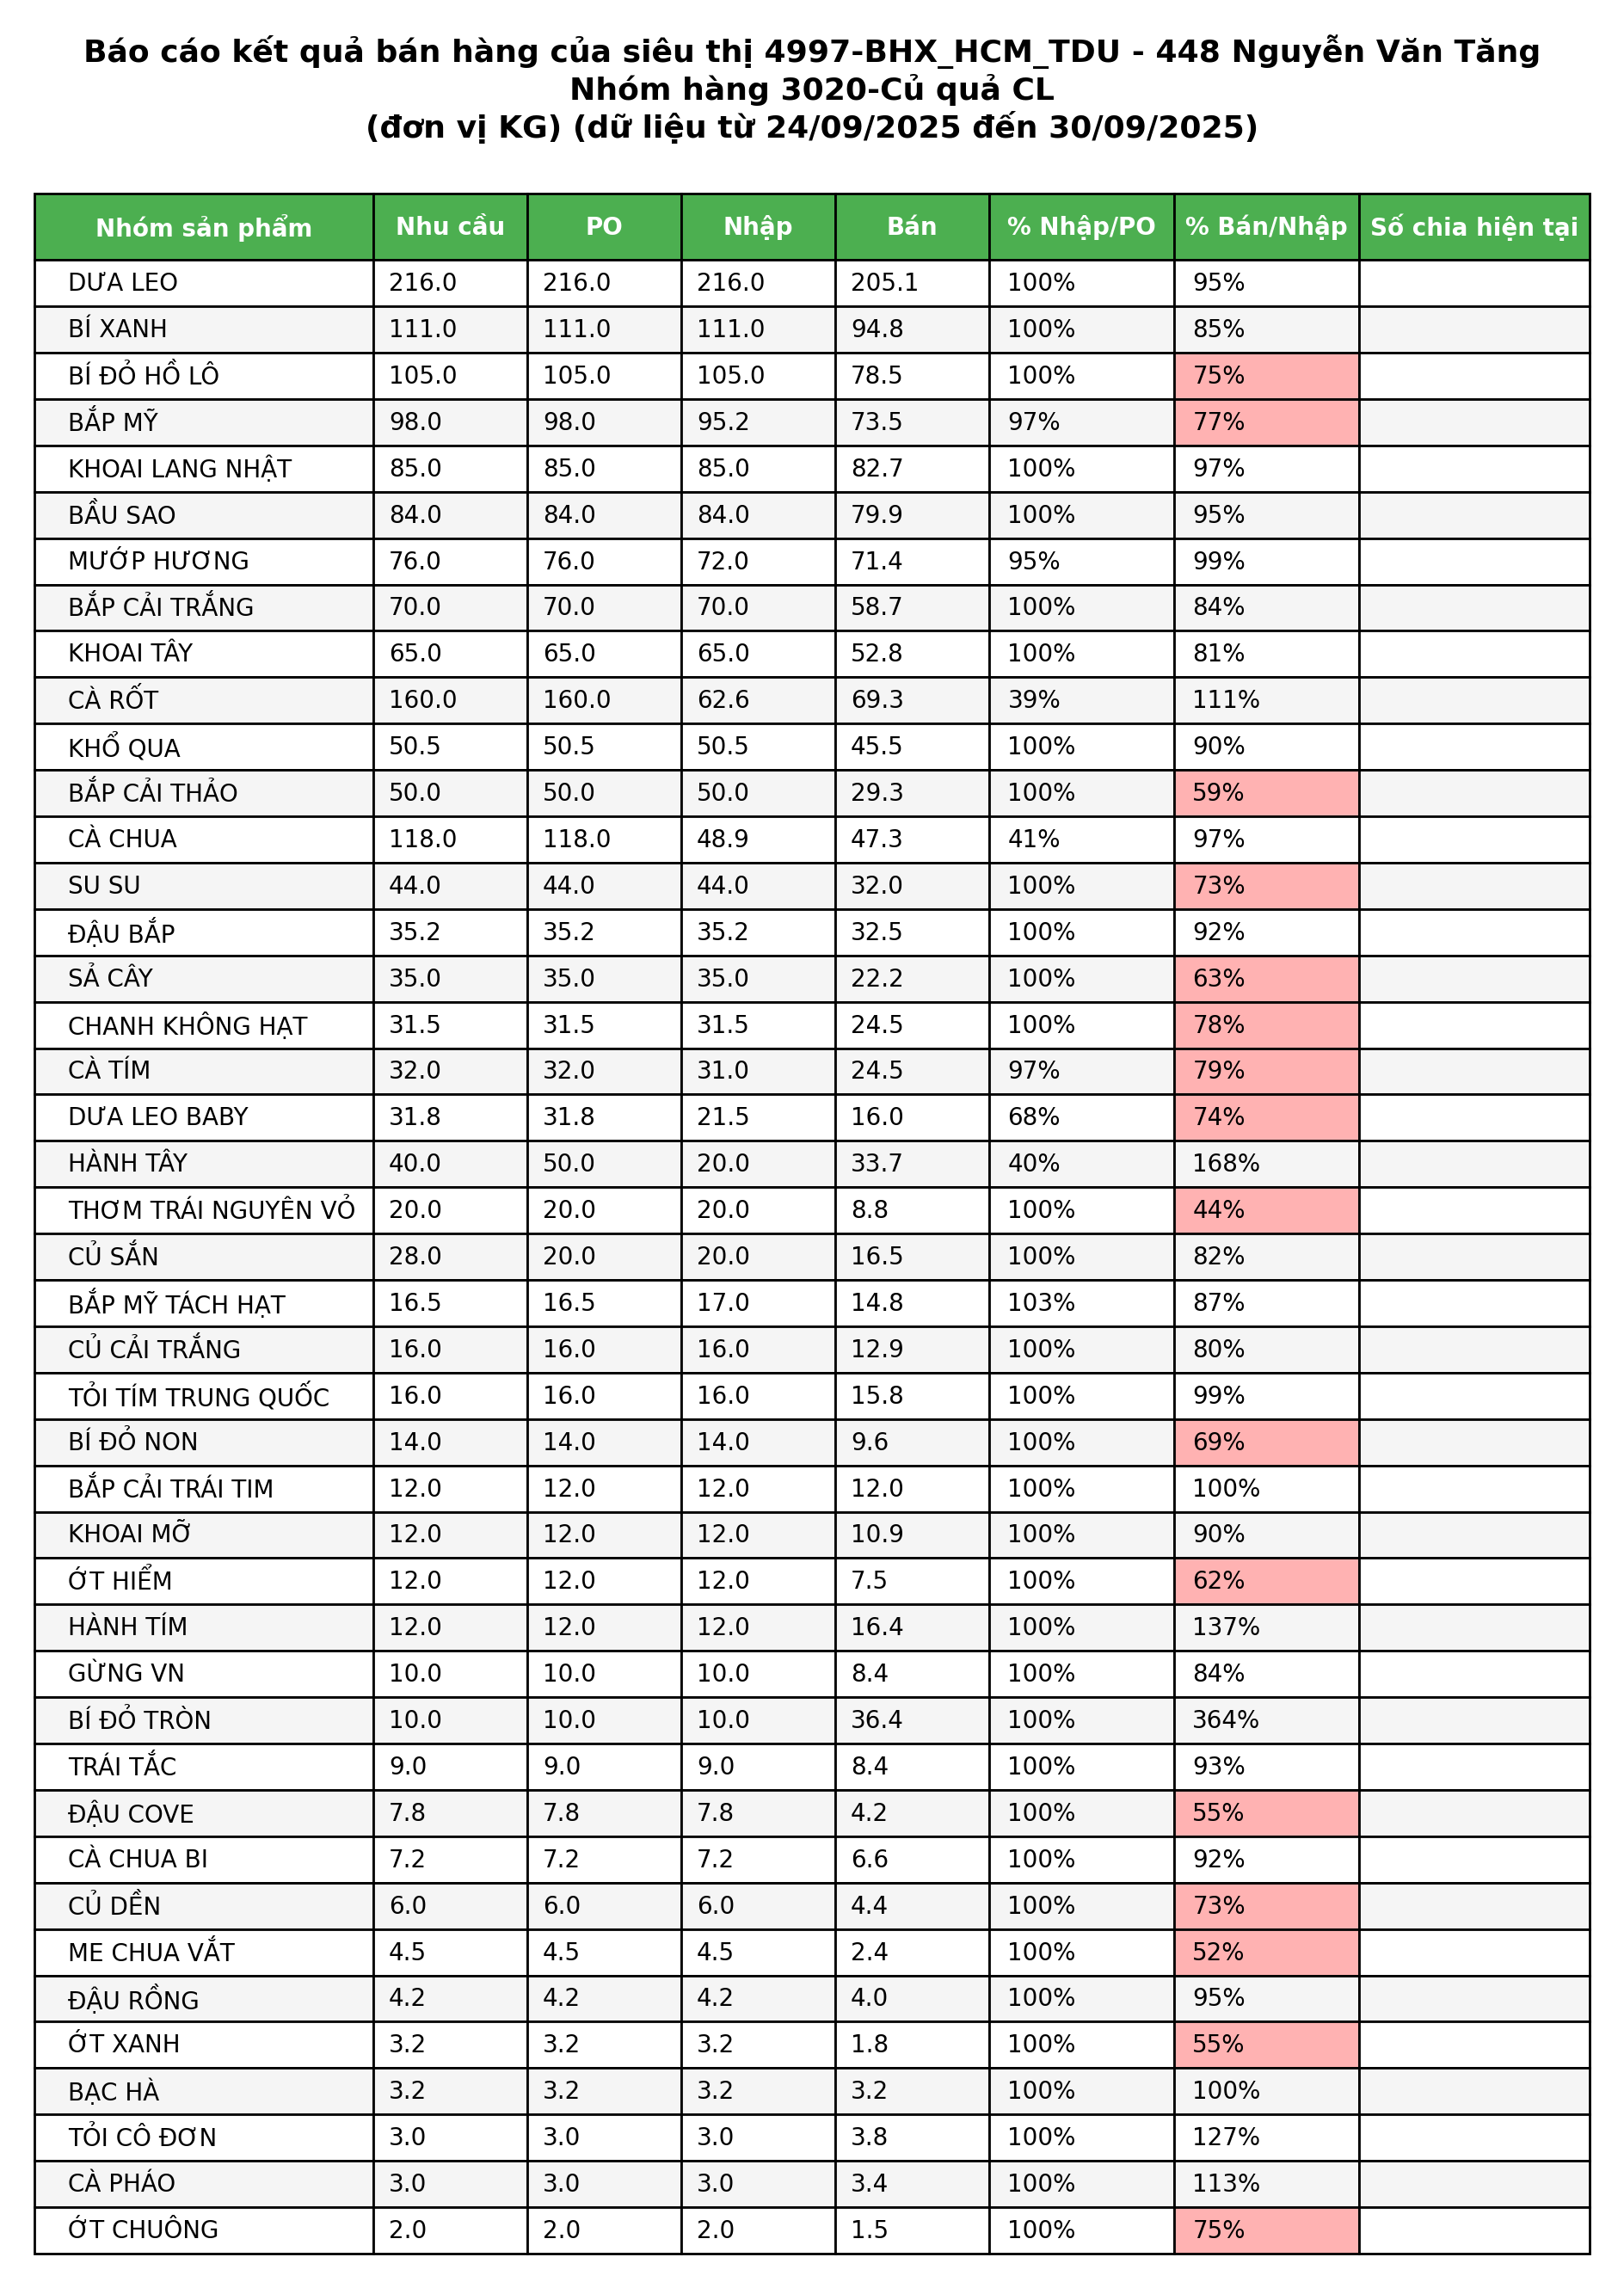 Báo cáo kết quả bán hàng của siêu thị 4997-BHX_HCM_TDU - 448 Nguyễn Văn Tăng
Nhóm hàng 3020-Củ quả CL
(đơn vị KG) (dữ liệu từ 24/09/2025 đến 30/09/2025)
Nhóm sản phẩm Nhu cầu PO Nhập Bán % Nhập/PO % Bán/Nhập Số chia hiện tại
DƯA LEO 216.0 216.0 216.0 205.1 100% 95%
BÍ XANH 111.0 111.0 111.0 94.8 100% 85%
BÍ ĐỎ HỒ LÔ 105.0 105.0 105.0 78.5 100% 75%
BẮP MỸ 98.0 98.0 95.2 73.5 97% 77%
KHOAI LANG NHẬT 85.0 85.0 85.0 82.7 100% 97%
BẦU SAO 84.0 84.0 84.0 79.9 100% 95%
MƯỚP HƯƠNG 76.0 76.0 72.0 71.4 95% 99%
BẮP CẢI TRẮNG 70.0 70.0 70.0 58.7 100% 84%
KHOAI TÂY 65.0 65.0 65.0 52.8 100% 81%
CÀ RỐT 160.0 160.0 62.6 69.3 39% 111%
KHỔ QUA 50.5 50.5 50.5 45.5 100% 90%
BẮP CẢI THẢO 50.0 50.0 50.0 29.3 100% 59%
CÀ CHUA 118.0 118.0 48.9 47.3 41% 97%
SU SU 44.0 44.0 44.0 32.0 100% 73%
ĐẬU BẮP 35.2 35.2 35.2 32.5 100% 92%
SẢ CÂY 35.0 35.0 35.0 22.2 100% 63%
CHANH KHÔNG HẠT 31.5 31.5 31.5 24.5 100% 78%
CÀ TÍM 32.0 32.0 31.0 24.5 97% 79%
DƯA LEO BABY 31.8 31.8 21.5 16.0 68% 74%
HÀNH TÂY 40.0 50.0 20.0 33.7 40% 168%
THƠM TRÁI NGUYÊN VỎ 20.0 20.0 20.0 8.8 100% 44%
CỦ SẮN 28.0 20.0 20.0 16.5 100% 82%
BẮP MỸ TÁCH HẠT 16.5 16.5 17.0 14.8 103% 87%
CỦ CẢI TRẮNG 16.0 16.0 16.0 12.9 100% 80%
TỎI TÍM TRUNG QUỐC 16.0 16.0 16.0 15.8 100% 99%
BÍ ĐỎ NON 14.0 14.0 14.0 9.6 100% 69%
BẮP CẢI TRÁI TIM 12.0 12.0 12.0 12.0 100% 100%
KHOAI MỠ 12.0 12.0 12.0 10.9 100% 90%
ỚT HIỂM 12.0 12.0 12.0 7.5 100% 62%
HÀNH TÍM 12.0 12.0 12.0 16.4 100% 137%
GỪNG VN 10.0 10.0 10.0 8.4 100% 84%
BÍ ĐỎ TRÒN 10.0 10.0 10.0 36.4 100% 364%
TRÁI TẮC 9.0 9.0 9.0 8.4 100% 93%
ĐẬU COVE 7.8 7.8 7.8 4.2 100% 55%
CÀ CHUA BI 7.2 7.2 7.2 6.6 100% 92%
CỦ DỀN 6.0 6.0 6.0 4.4 100% 73%
ME CHUA VẮT 4.5 4.5 4.5 2.4 100% 52%
ĐẬU RỒNG 4.2 4.2 4.2 4.0 100% 95%
ỚT XANH 3.2 3.2 3.2 1.8 100% 55%
BẠC HÀ 3.2 3.2 3.2 3.2 100% 100%
TỎI CÔ ĐƠN 3.0 3.0 3.0 3.8 100% 127%
CÀ PHÁO 3.0 3.0 3.0 3.4 100% 113%
ỚT CHUÔNG 2.0 2.0 2.0 1.5 100% 75%